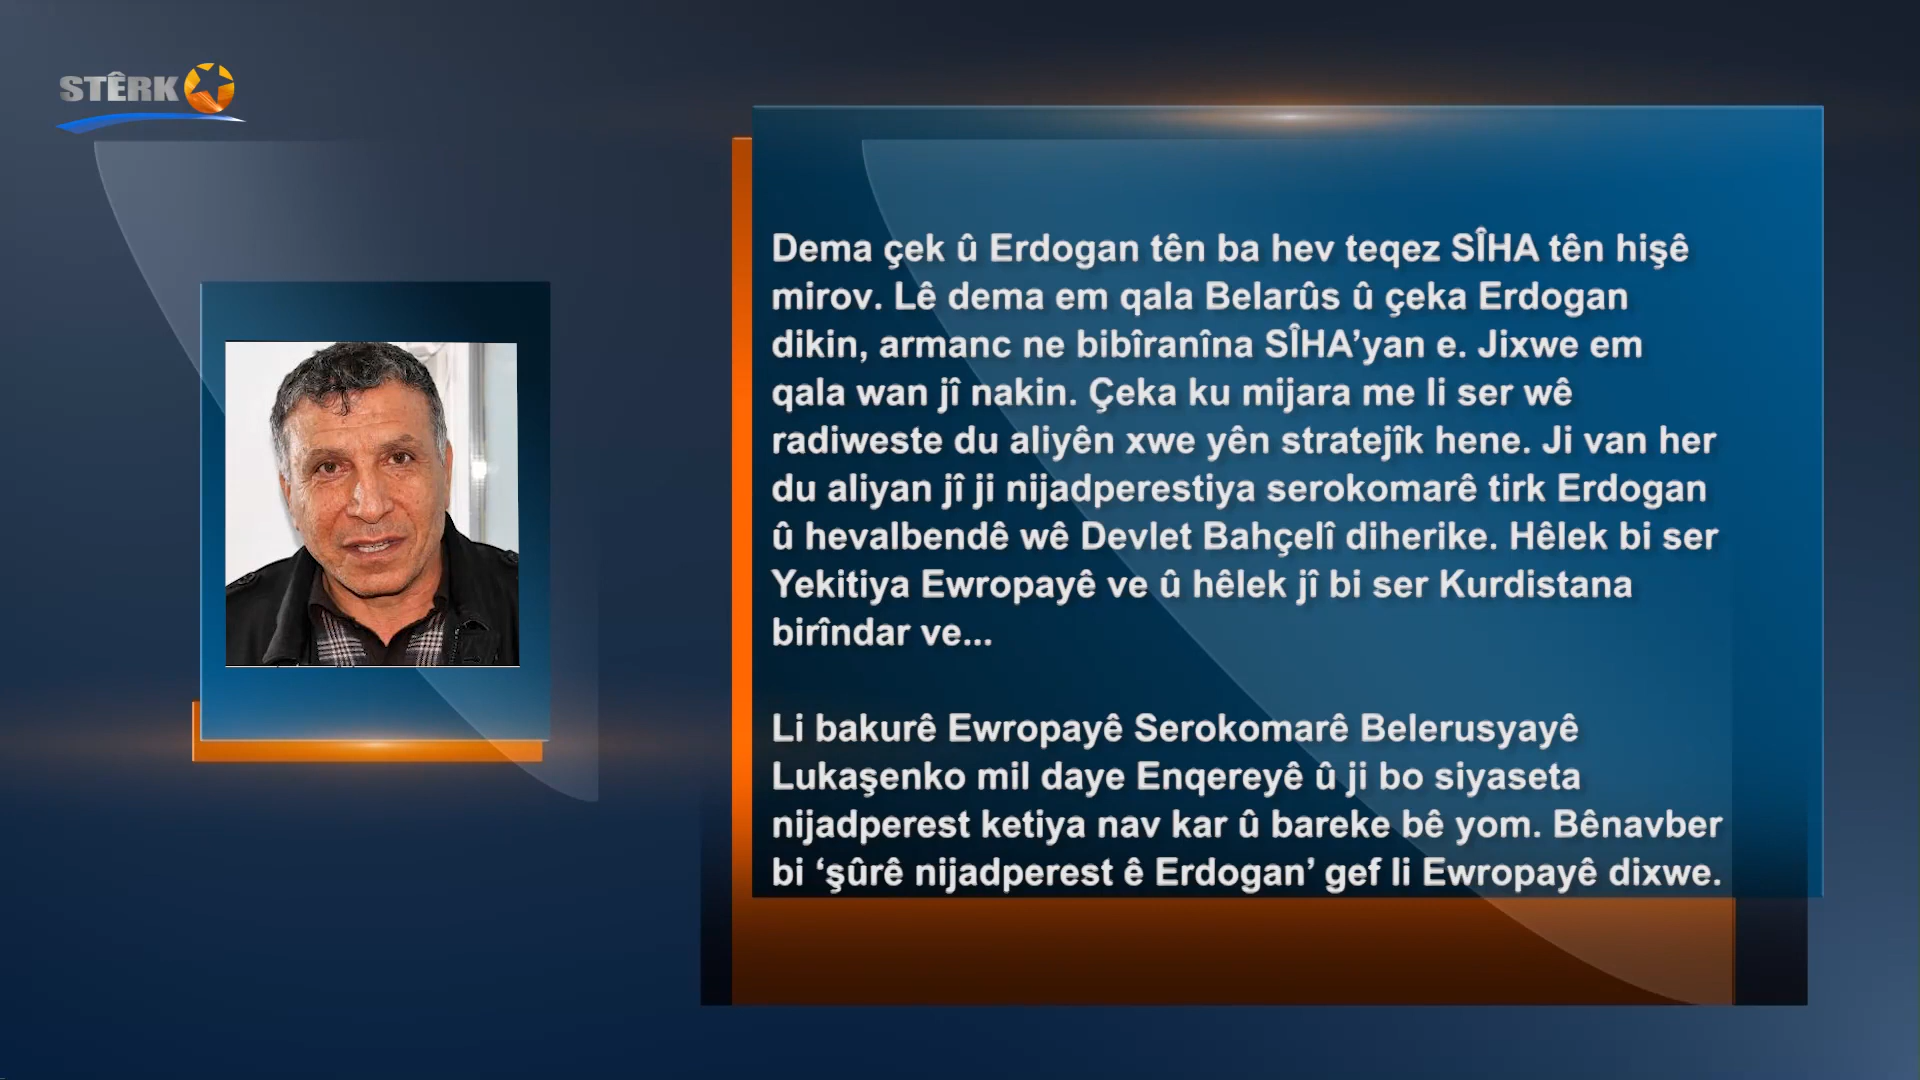 STÊRK
Dema çek û Erdogan tên ba hev teqez SÎHA tên hişê
mirov. Lê dema em qala Belarûs û çeka Erdogan
dikin, armanc ne bibîranîna SÎHA’yan e. Jixwe em
qala wan jî nakin. Çeka ku mijara me li ser wê
radiweste du aliyên xwe yên stratejîk hene. Ji van her
du aliyan jî ji nijadperestiya serokomarê tirk Erdogan
û hevalbendê wê Devlet Bahçelî diherike. Hêlek bi ser
Yekitiya Ewropayê ve û hêlek jî bi ser Kurdistana
birîndar ve...
Li bakurê Ewropayê Serokomarê Belerusyayê
Lukaşenko mil daye Enqereyê û ji bo siyaseta
nijadperest ketiya nav kar û bareke bê yom. Bênavber
bi ‘şûrê nijadperest ê Erdogan’ gef li Ewropayê dixwe.